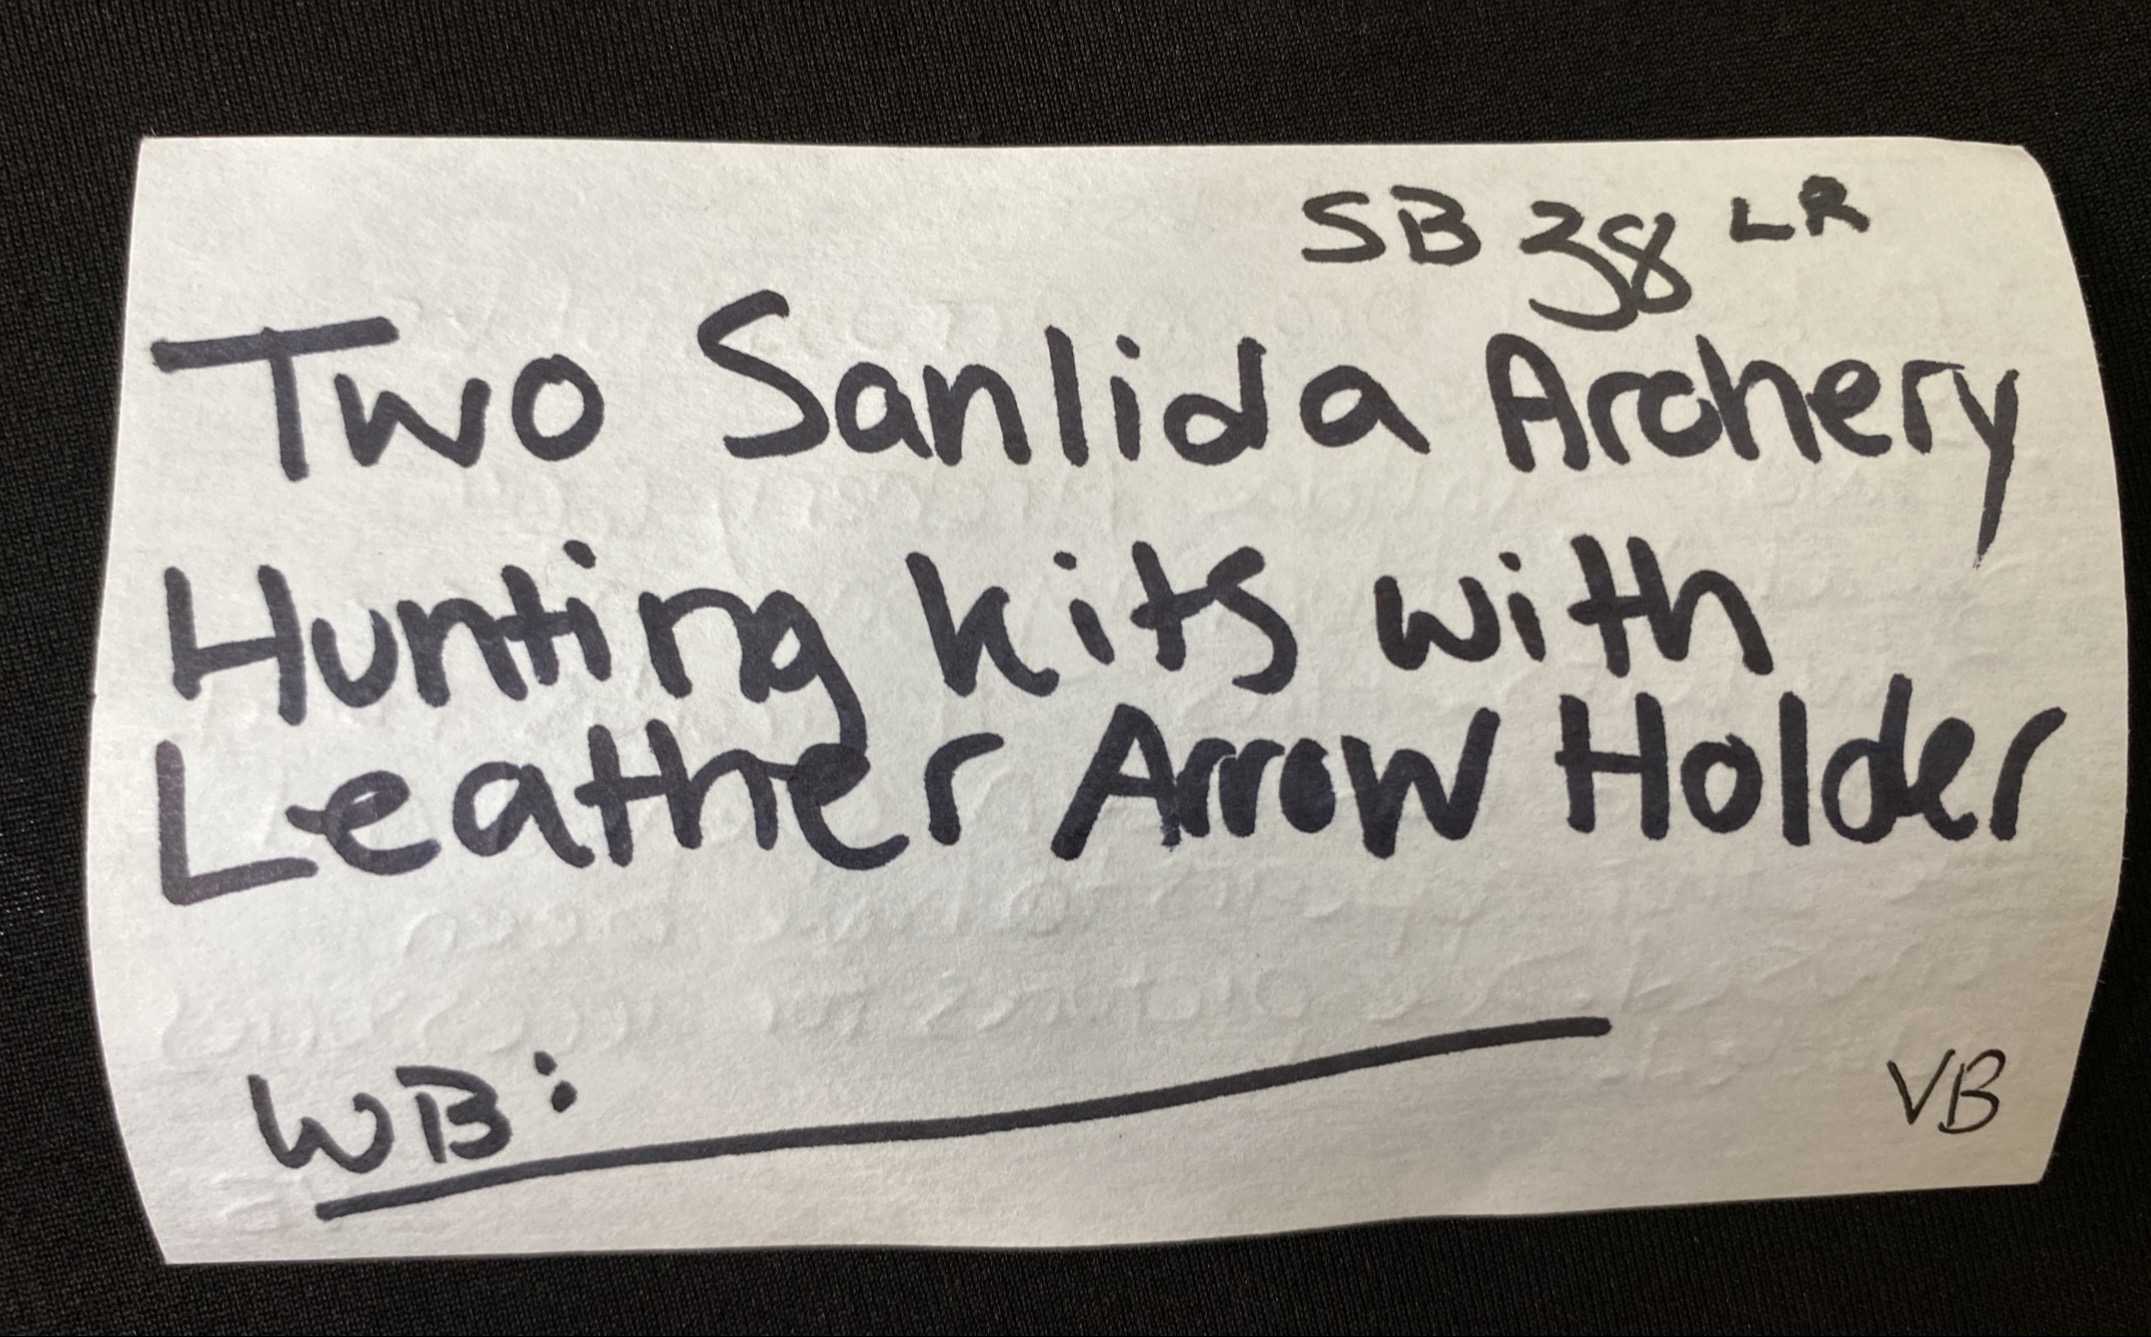 SB 38 LR
Two Sanlida Archery
Hunting kits with
Leather Arrow Holder
WB:
VB